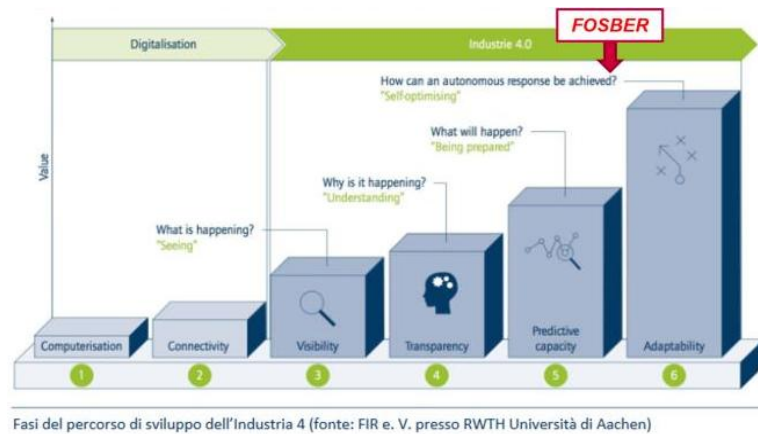 FOSBER
Digitalisation
Industrie 4.0
How can an autonomous response be achieved?
"Self-optimising"
What will happen?
"Being prepared"
Why is it happening?
"Understanding"
What is happening?
"Seeing"
Value
Computerisation
Connectivity
Visibility
Transparency
Predictive
capacity
Adaptability
1
2
3
4
5
6
Fasi del percorso di sviluppo dell'Industria 4 (fonte: FIR e. V. presso RWTH Università di Aachen)